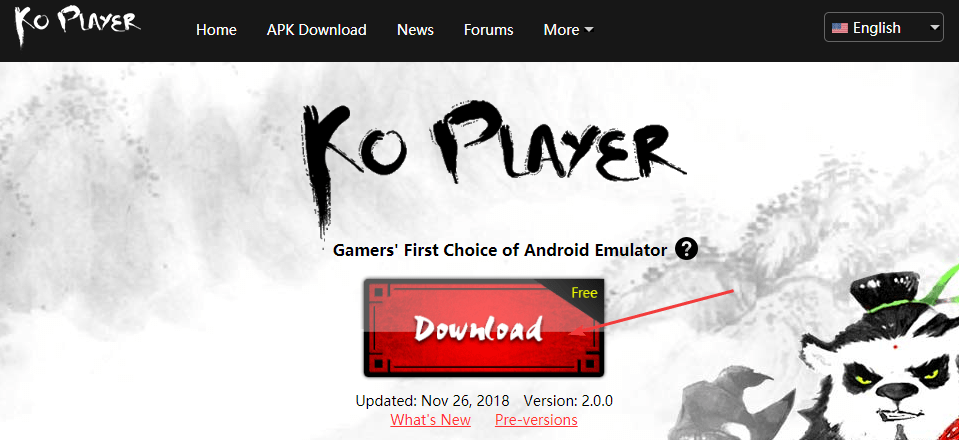 Ko Player
Home APK Download News Forums More English
Ko Player
Gamers' First Choice of Android Emulator ?
Free
Download
Updated: Nov 26, 2018 Version: 2.0.0
What's New Pre-versions